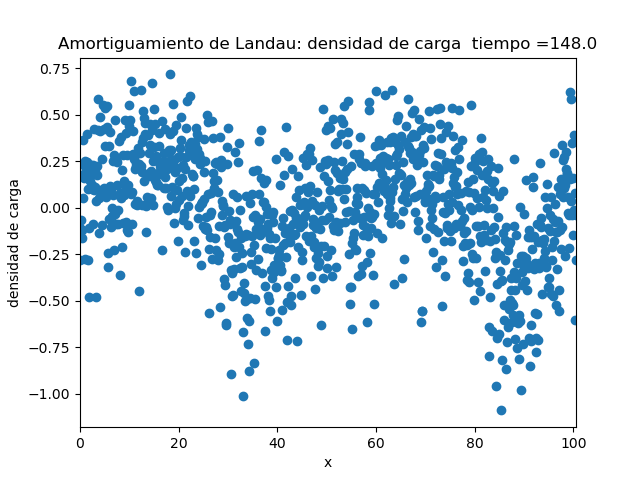 Amortiguamiento de Landau: densidad de carga  tiempo =148.0
0.75
0.50
0.25
0.00
−0.25
−0.50
−0.75
−1.00
densidad de carga
0 20 40 60 80 100
x